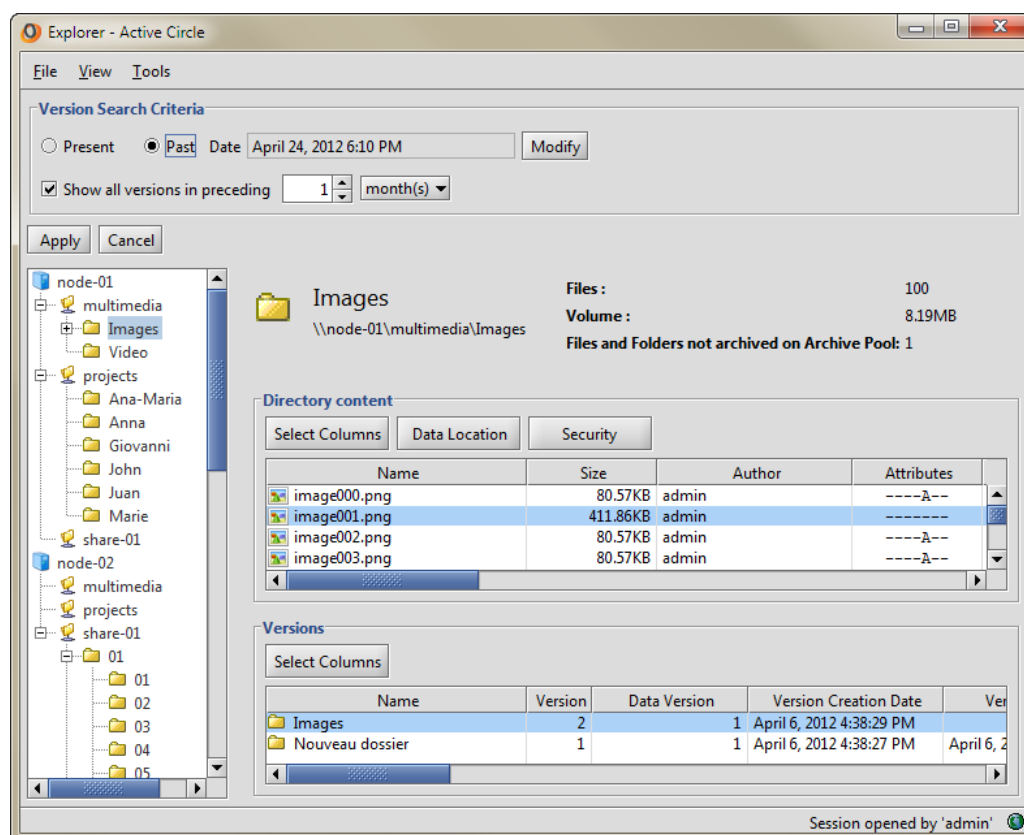 Explorer - Active Circle
File View Tools
Version Search Criteria
Present Past Date April 24, 2012 6:10 PM Modify
Show all versions in preceding 1 month(s)
Apply Cancel
node-01
multimedia
Images
Video
projects
Ana-Maria
Anna
Giovanni
John
Juan
Marie
share-01
node-02
multimedia
projects
share-01
01
01
02
03
04
05
Images
\\node-01\multimedia\Images
Files : 100
Volume : 8.19MB
Files and Folders not archived on Archive Pool: 1
Directory content
Select Columns Data Location Security
Name Size Author Attributes
image000.png 80.57KB admin ----A--
image001.png 411.86KB admin -------
image002.png 80.57KB admin ----A--
image003.png 80.57KB admin ----A--
Versions
Select Columns
Name Version Data Version Version Creation Date Ver
Images 2 1 April 6, 2012 4:38:29 PM
Nouveau dossier 1 1 April 6, 2012 4:38:27 PM April 6, 2
Session opened by 'admin'